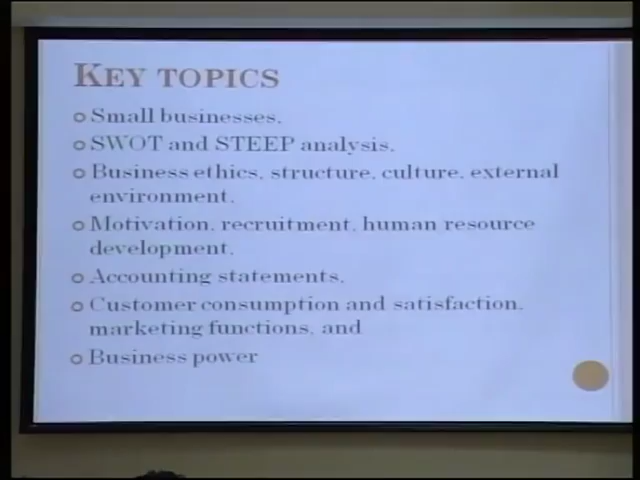 KEY TOPICS
Small businesses,
SWOT and STEEP analysis,
Business ethics, structure, culture, external
environment,
Motivation, recruitment, human resource
development,
Accounting statements,
Customer consumption and satisfaction,
marketing functions, and
Business power